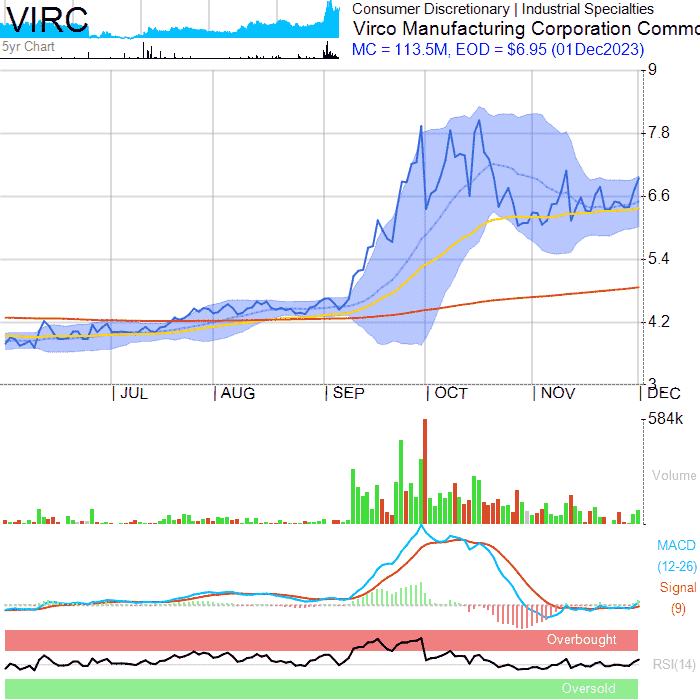 VIRC
Consumer Discretionary | Industrial Specialties
Virco Manufacturing Corporation Commo
MC = 113.5M, EOD = $6.95 (01Dec2023)
5yr Chart
9
7.8
6.6
5.4
4.2
3
JUL AUG SEP OCT NOV DEC
584k
Volume
MACD
(12-26)
Signal
(9)
Overbought
RSI(14)
Oversold